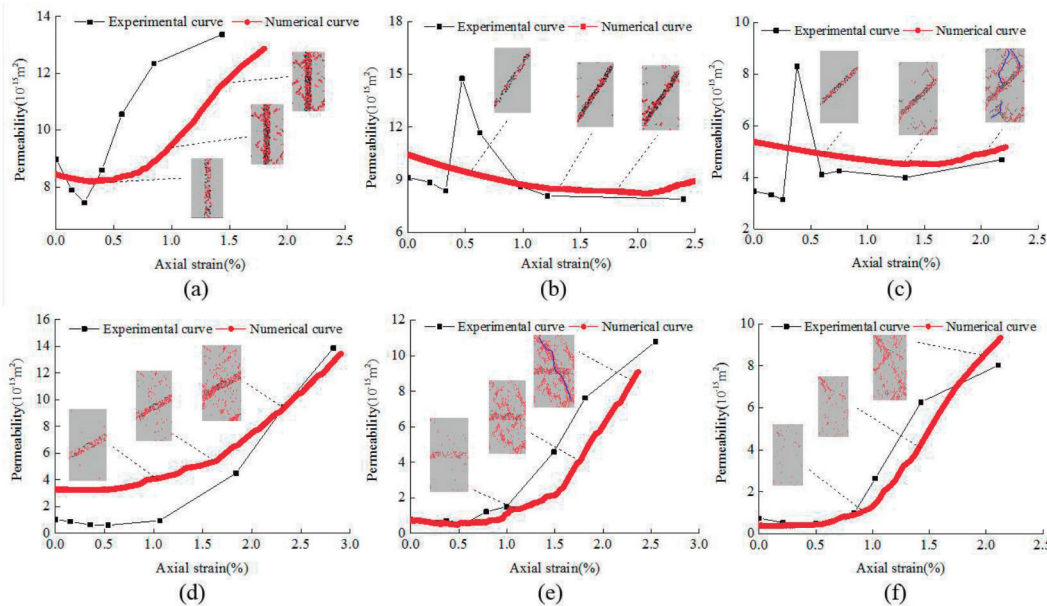 Experimental curve Numerical curve
14
12
10
8
6
Permeability(10⁻¹⁵m²)
0.0 0.5 1.0 1.5 2.0 2.5
Axial strain(%)
(a)
Experimental curve Numerical curve
18
15
12
9
6
Permeability(10⁻¹⁵m²)
0.0 0.5 1.0 1.5 2.0 2.5
Axial strain(%)
(b)
Experimental curve Numerical curve
10
8
6
4
2
Permeability(10⁻¹⁵m²)
0.0 0.5 1.0 1.5 2.0 2.5
Axial strain(%)
(c)
Experimental curve Numerical curve
16
14
12
10
8
6
4
2
0
Permeability(10⁻¹⁵m²)
0.0 0.5 1.0 1.5 2.0 2.5 3.0
Axial strain(%)
(d)
Experimental curve Numerical curve
12
10
8
6
4
2
0
Permeability(10⁻¹⁵m²)
0.0 0.5 1.0 1.5 2.0 2.5 3.0
Axial strain(%)
(e)
Experimental curve Numerical curve
10
8
6
4
2
0
Permeability(10⁻¹⁵m²)
0.0 0.5 1.0 1.5 2.0 2.5
Axial strain(%)
(f)